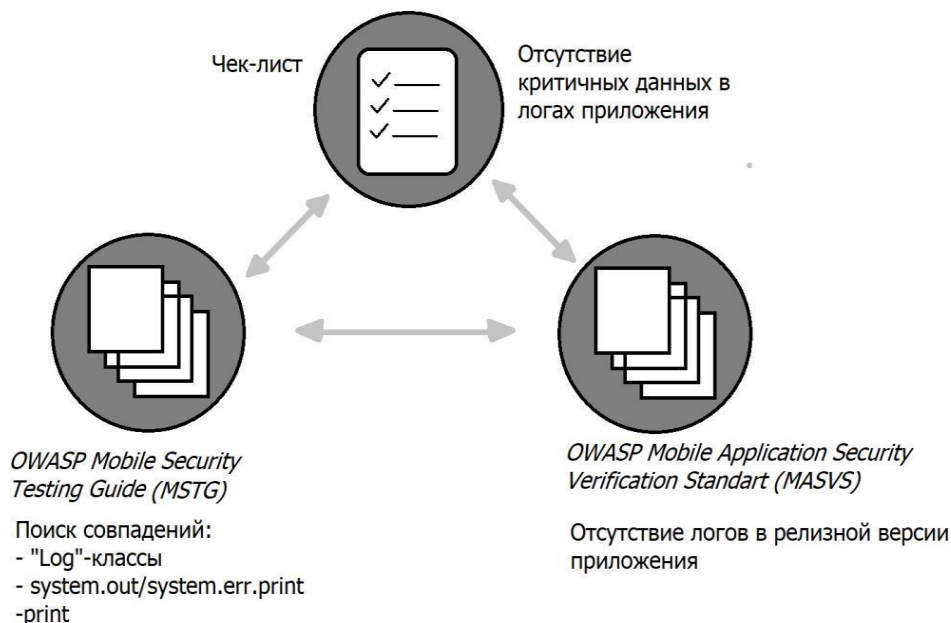 Чек-лист
Отсутствие
критичных данных в
логах приложения
OWASP Mobile Security
Testing Guide (MSTG)
Поиск совпадений:
- "Log"-классы
- system.out/system.err.print
-print
OWASP Mobile Application Security
Verification Standart (MASVS)
Отсутствие логов в релизной версии
приложения